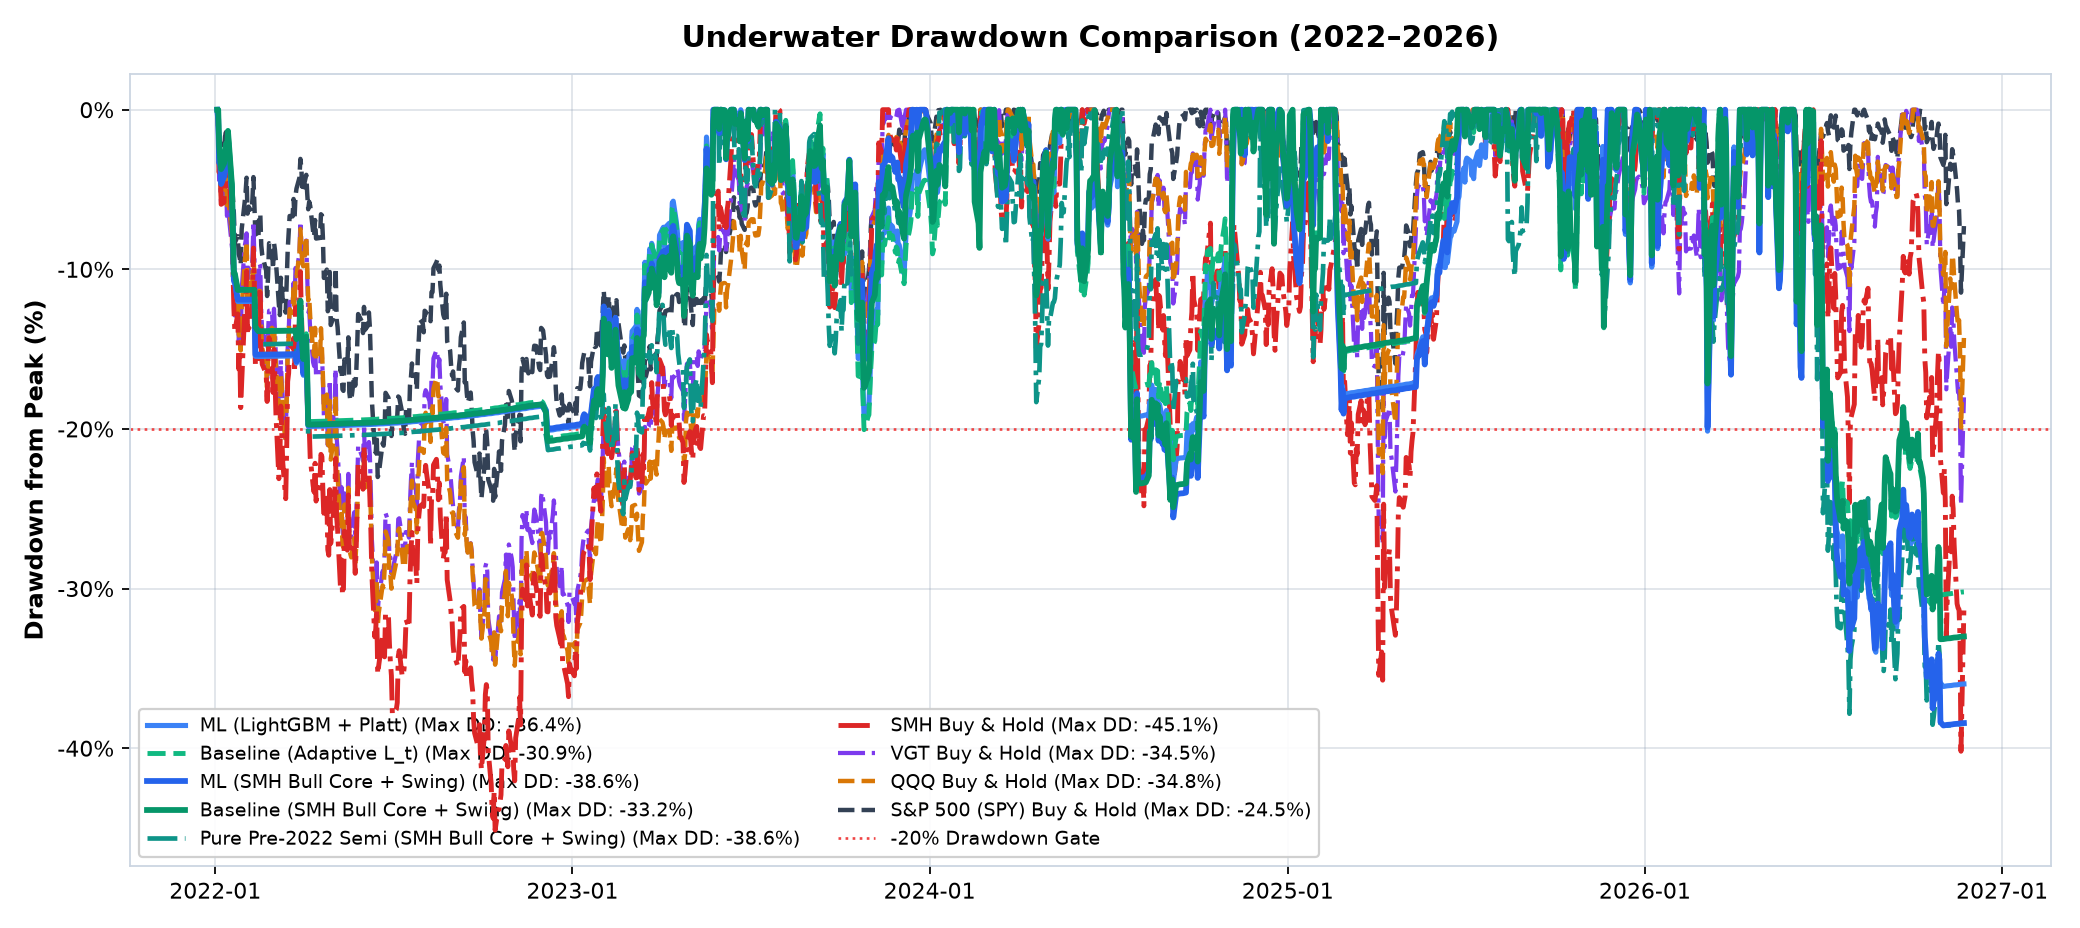 Underwater Drawdown Comparison (2022–2026)
Drawdown from Peak (%)
0%
-10%
-20%
-30%
-40%
ML (LightGBM + Platt) (Max DD: -36.4%)
Baseline (Adaptive L_t) (Max DD: -30.9%)
ML (SMH Bull Core + Swing) (Max DD: -38.6%)
Baseline (SMH Bull Core + Swing) (Max DD: -33.2%)
Pure Pre-2022 Semi (SMH Bull Core + Swing) (Max DD: -38.6%)
SMH Buy & Hold (Max DD: -45.1%)
VGT Buy & Hold (Max DD: -34.5%)
QQQ Buy & Hold (Max DD: -34.8%)
S&P 500 (SPY) Buy & Hold (Max DD: -24.5%)
-20% Drawdown Gate
2022-01
2023-01
2024-01
2025-01
2026-01
2027-01